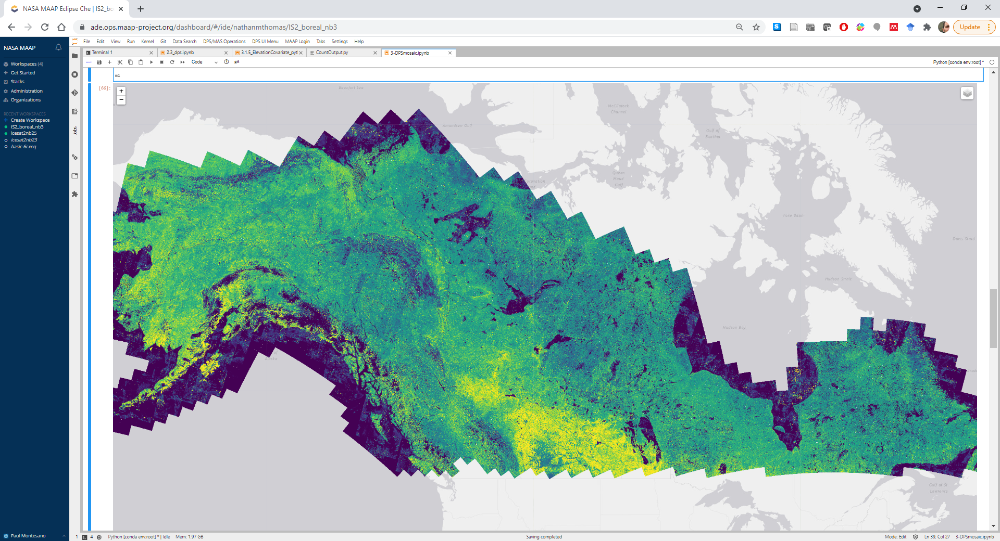 NASA MAAP Eclipse Che | IS2_bo
ade.ops.maap-project.org/dashboard/#/ide/nathanmthomas/IS2_boreal_nb3
Update
NASA MAAP
Workspaces (4)
Get Started
Stacks
Administration
Organizations
RECENT WORKSPACES
Create Workspace
IS2_boreal_nb3
icesat2nb25
icesat2nb23
basic-6cxeq
Paul Montesano
File Edit View Run Kernel Git Data Search DPS/MAS Operations DPS UI Menu MAAP Login Tabs Settings Help
Jobs
Terminal 1
2.3_dps.ipynb
3.1.5_ElevationCovariate_pyt
CountOutput.py
3-DPSmosaic.ipynb
Code
git
Python [conda env:root] *
m1
[66]:
+
−
Beaufort Sea
Amundsen Gulf
McClintock
Channel
Gulf of
Boothia
Queen
Maud
Gulf
Coronation
Foxe Basin
Davis Strait
Hudson Strait
Hudson Bay
Alaska
Gulf of St.
Lawrence
1
4
Python [conda env:root] * | Idle
Mem: 1.97 GB
Saving completed
Mode: Edit
Ln 39, Col 27
3-DPSmosaic.ipynb